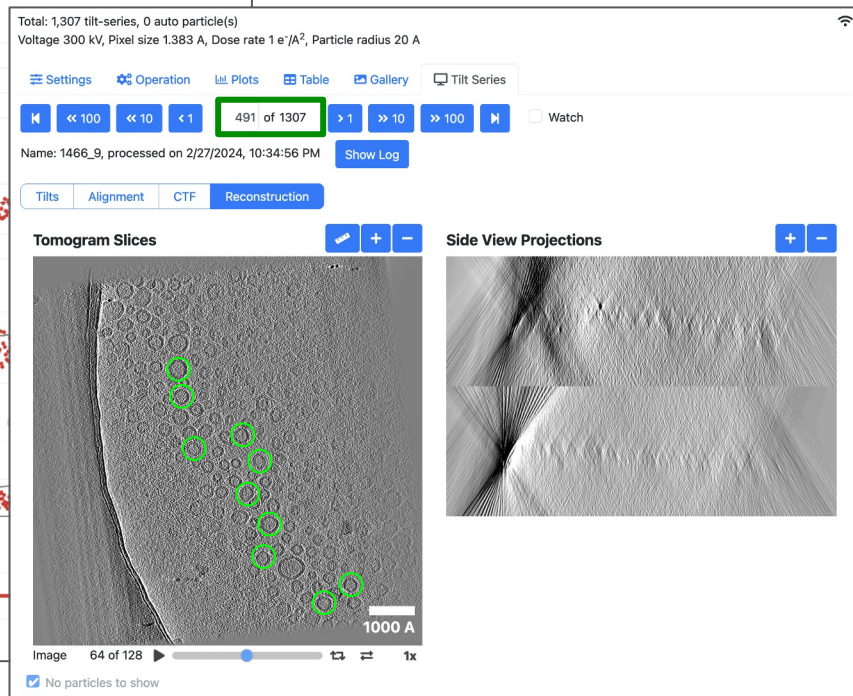 Total: 1,307 tilt-series, 0 auto particle(s)
Voltage 300 kV, Pixel size 1.383 A, Dose rate 1 e⁻/A², Particle radius 20 A
Settings Operation Plots Table Gallery Tilt Series
« 100 « 10 ‹ 1 491 of 1307 › 1 » 10 » 100 Watch
Name: 1466_9, processed on 2/27/2024, 10:34:56 PM Show Log
Tilts Alignment CTF Reconstruction
Tomogram Slices + − Side View Projections + −
1000 A
Image 64 of 128 1x
No particles to show